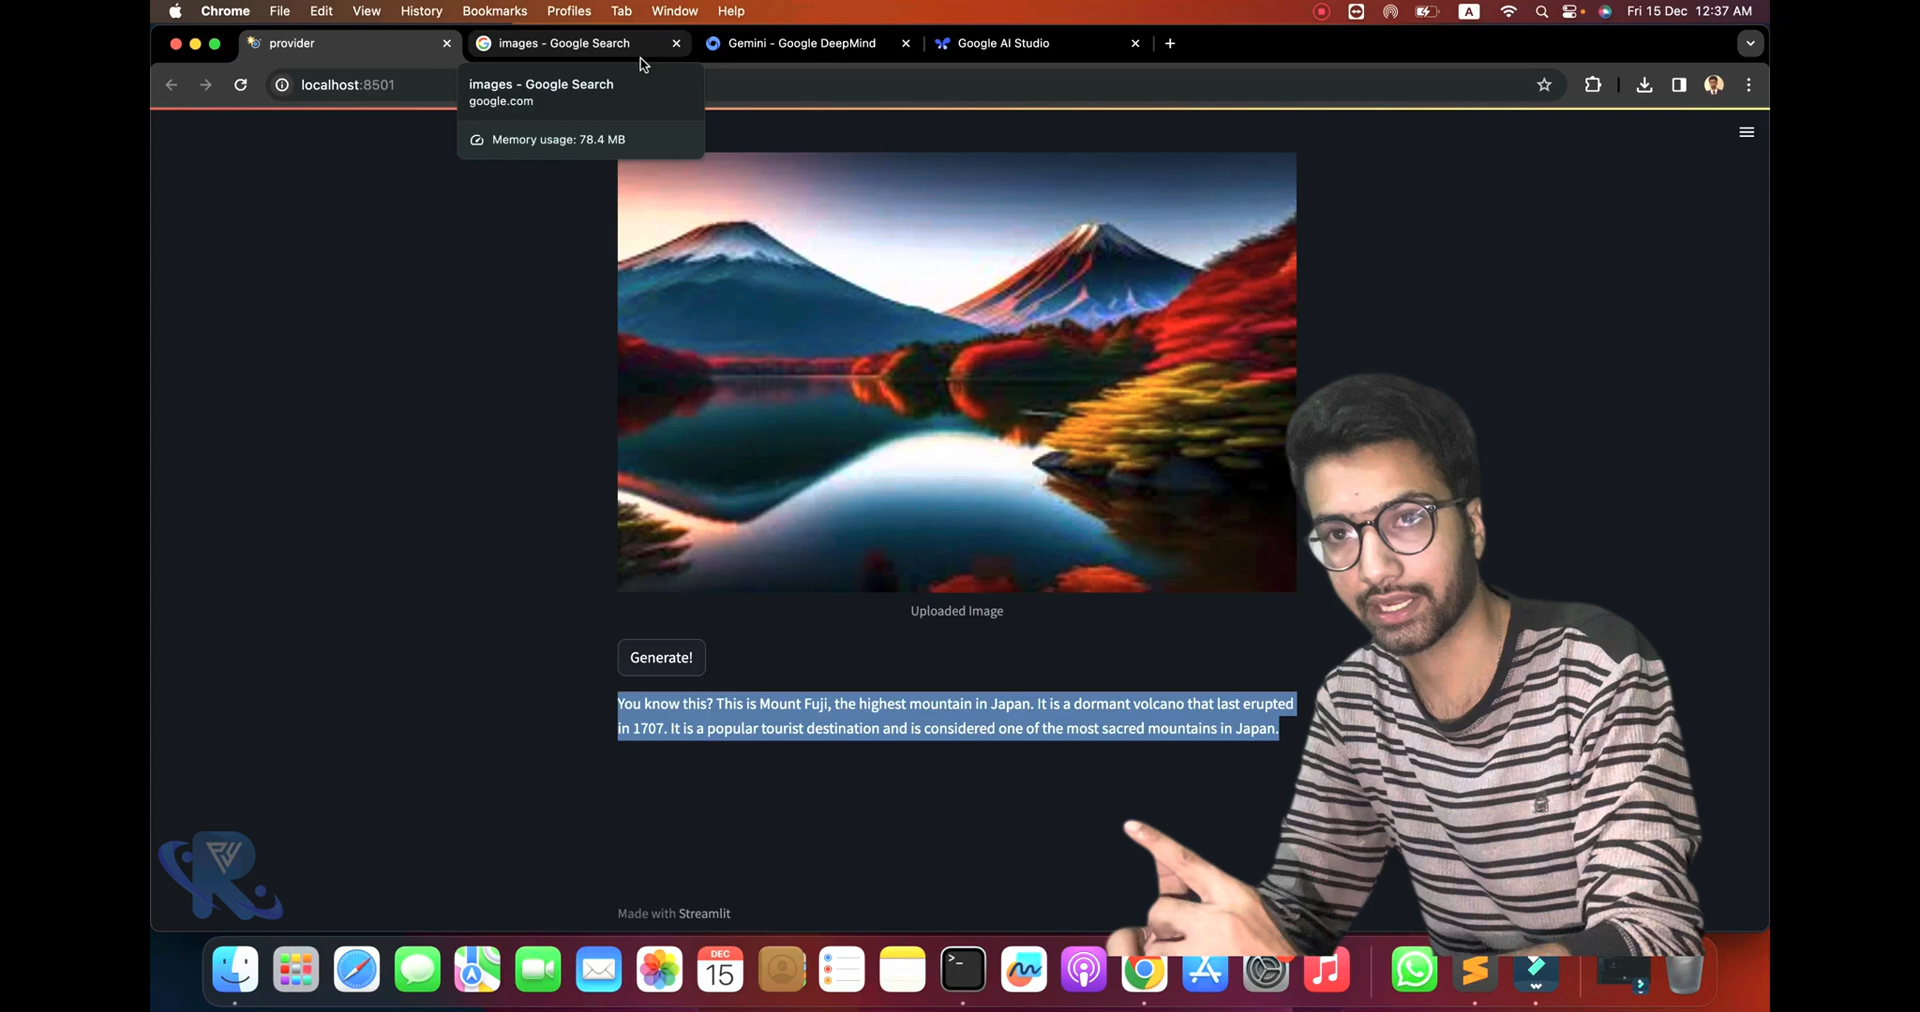 Chrome File Edit View History Bookmarks Profiles Tab Window Help A Fri 15 Dec 12:37 AM
provider images - Google Search Gemini - Google DeepMind Google AI Studio
localhost:8501
images - Google Search
google.com
Memory usage: 78.4 MB
Uploaded Image
Generate!
You know this? This is Mount Fuji, the highest mountain in Japan. It is a dormant volcano that last erupted
in 1707. It is a popular tourist destination and is considered one of the most sacred mountains in Japan.
R
Made with Streamlit
DEC
15